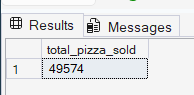 Results Messages
total_pizza_sold
1 49574